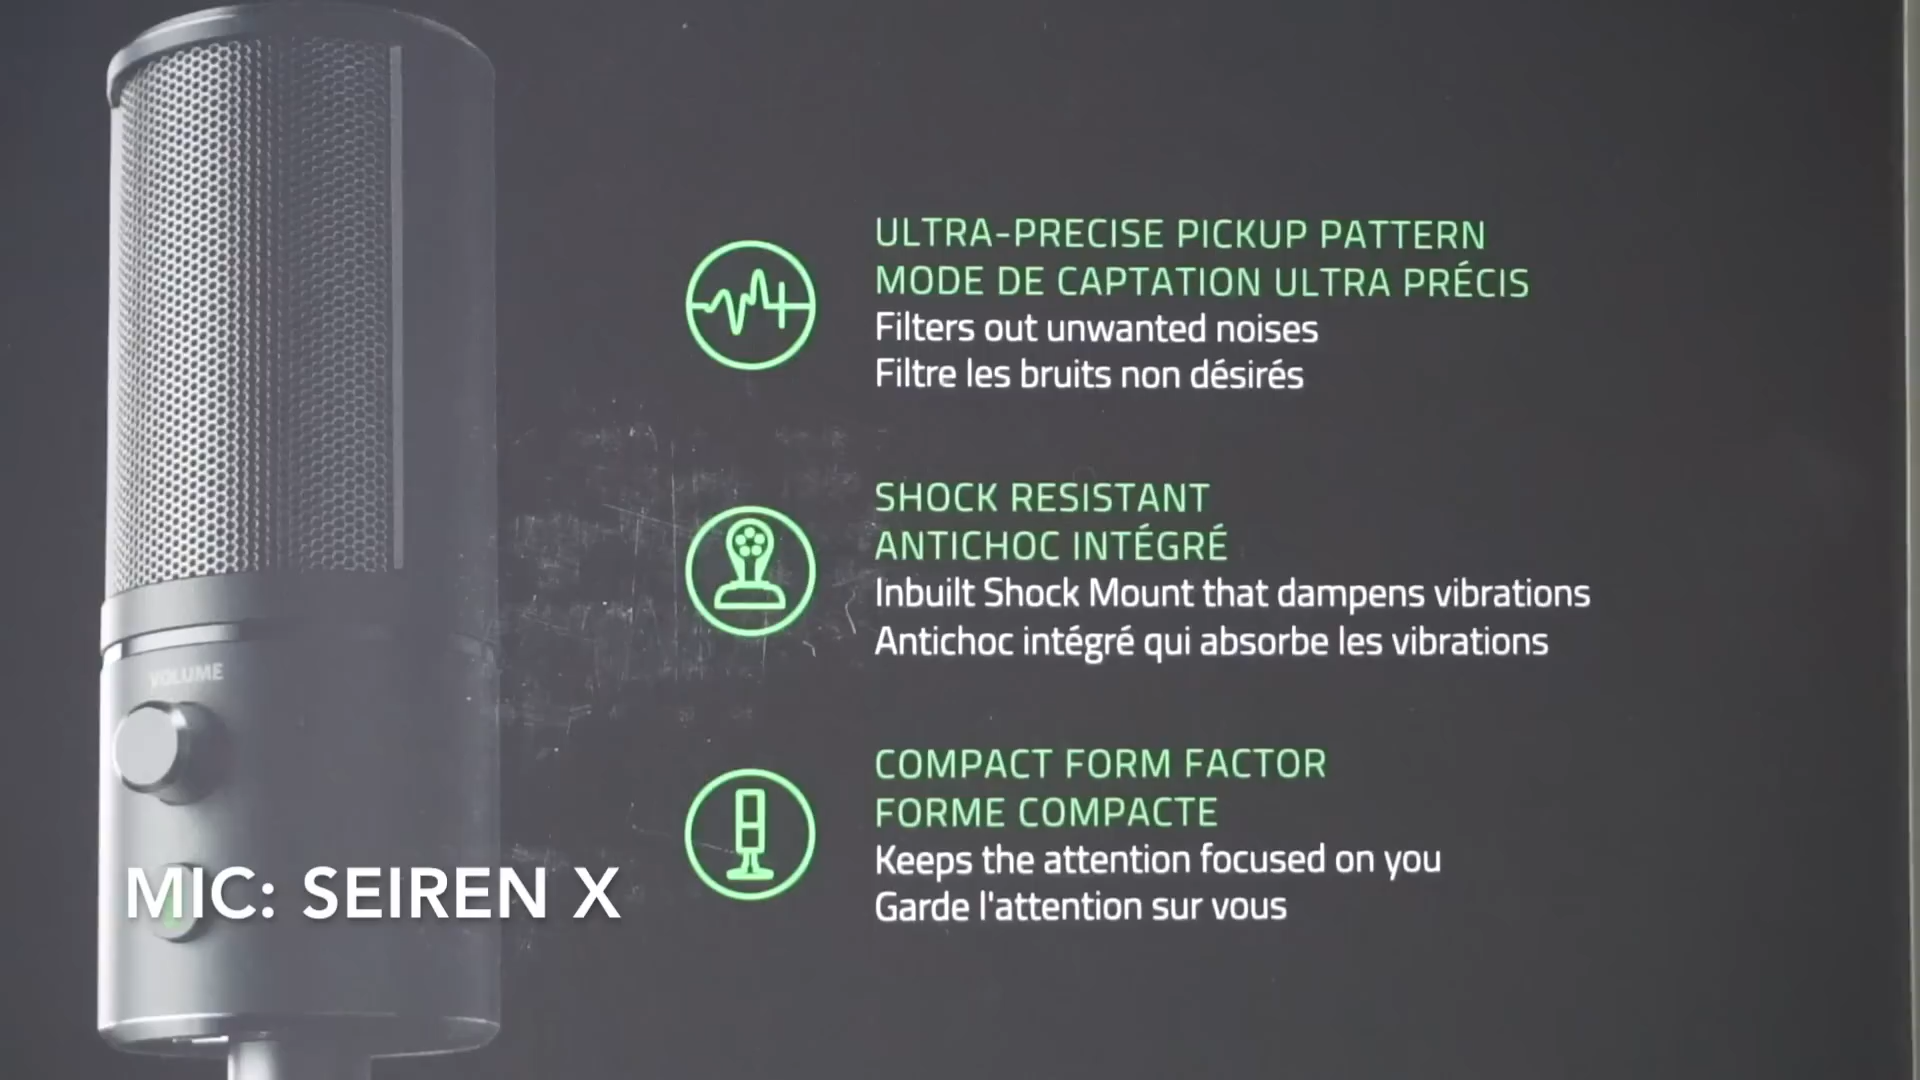 ULTRA-PRECISE PICKUP PATTERN
MODE DE CAPTATION ULTRA PRÉCIS
Filters out unwanted noises
Filtre les bruits non désirés
SHOCK RESISTANT
ANTICHOC INTÉGRÉ
Inbuilt Shock Mount that dampens vibrations
Antichoc intégré qui absorbe les vibrations
VOLUME
COMPACT FORM FACTOR
FORME COMPACTE
Keeps the attention focused on you
Garde l'attention sur vous
MIC: SEIREN X